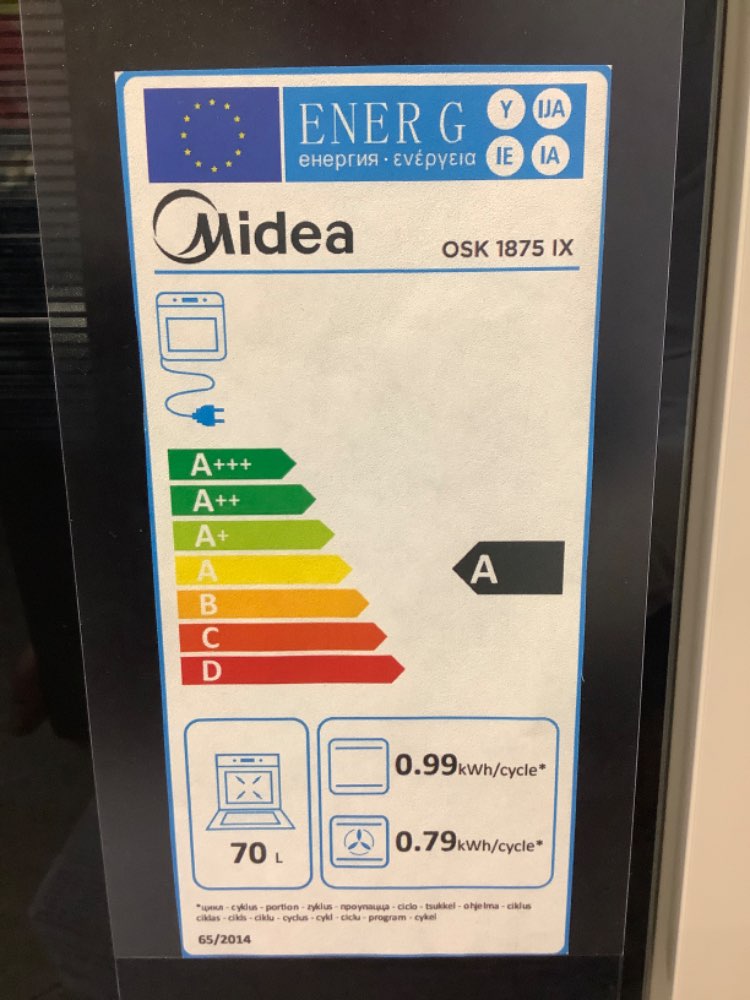 ENERG Y IJA
енергия · ενέργεια IE IA
Midea
OSK 1875 IX
A+++
A++
A+
A
A
B
C
D
0.99kWh/cycle*
0.79kWh/cycle*
70 L
*цикл - cyklus - portion - zyklus - προγραμμα - ciclo - tsukkel - ohjelma - ciklus
ciklas - cikls - ciklu - cyclus - cykl - ciclu - program - cykel
65/2014